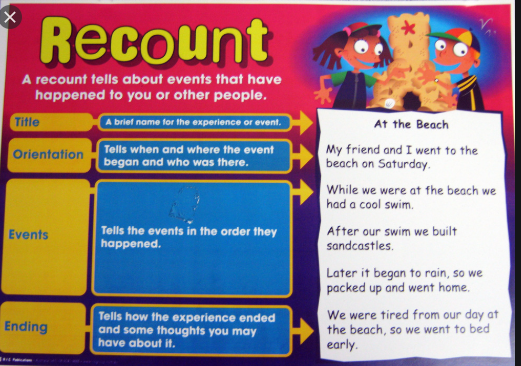 Recount
A recount tells about events that have
happened to you or other people.
Title
A brief name for the experience or event.
Orientation
Tells when and where the event
began and who was there.
Events
Tells the events in the order they
happened.
Ending
Tells how the experience ended
and some thoughts you may
have about it.
At the Beach
My friend and I went to the
beach on Saturday.
While we were at the beach we
had a cool swim.
After our swim we built
sandcastles.
Later it began to rain, so we
packed up and went home.
We were tired from our day at
the beach, so we went to bed
early.